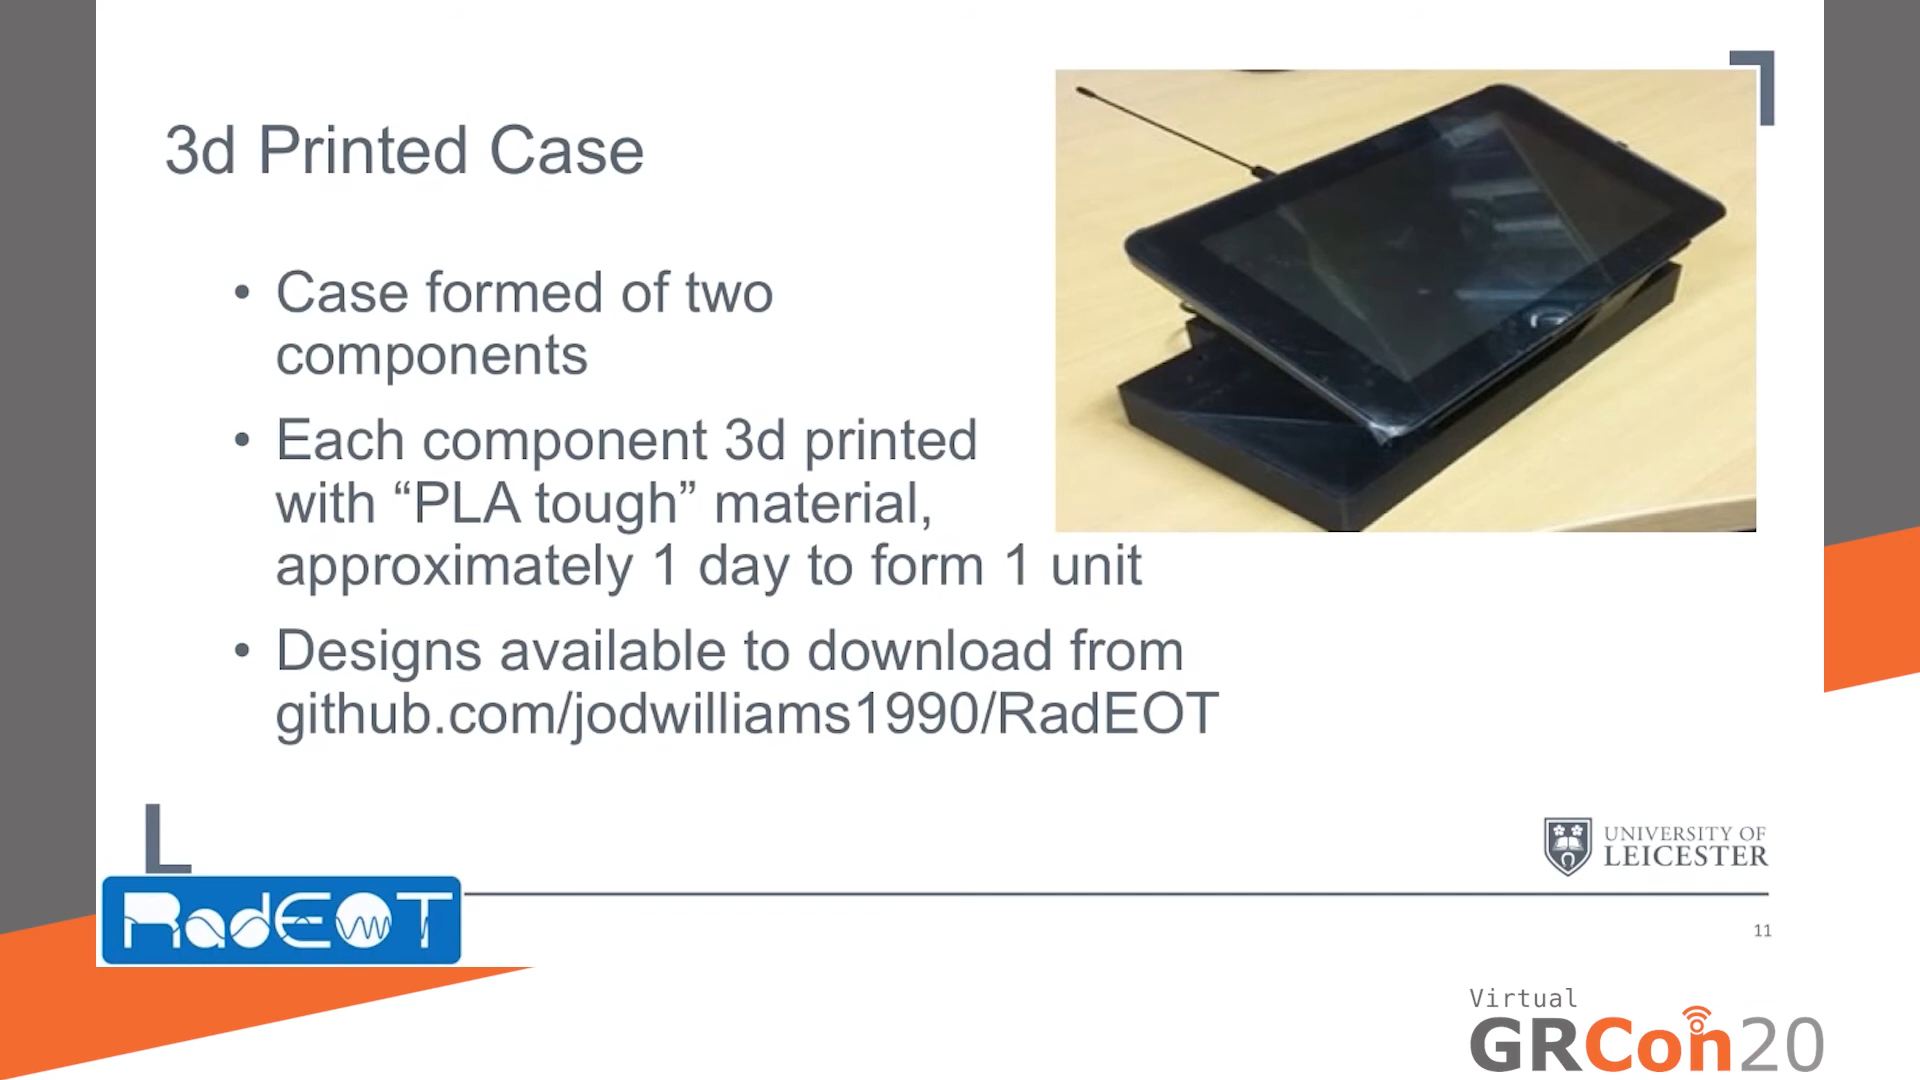 3d Printed Case
• Case formed of two
components
• Each component 3d printed
with “PLA tough” material,
approximately 1 day to form 1 unit
• Designs available to download from
github.com/jodwilliams1990/RadEOT
UNIVERSITY OF
LEICESTER
RadEOT
11
Virtual
GRCon20